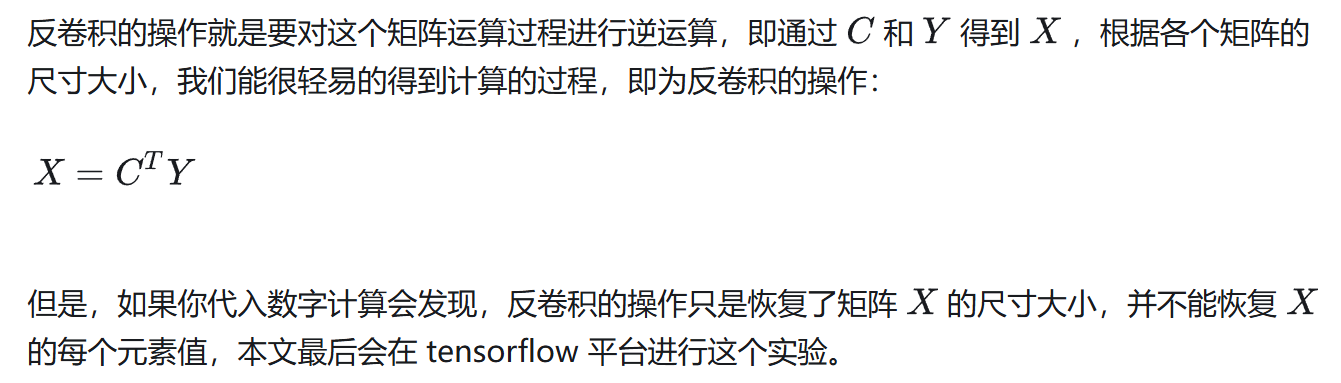 反卷积的操作就是要对这个矩阵运算过程进行逆运算，即通过 C 和 Y 得到 X ，根据各个矩阵的
尺寸大小，我们能很轻易的得到计算的过程，即为反卷积的操作：
X = C^T Y
但是，如果你代入数字计算会发现，反卷积的操作只是恢复了矩阵 X 的尺寸大小，并不能恢复 X
的每个元素值，本文最后会在 tensorflow 平台进行这个实验。